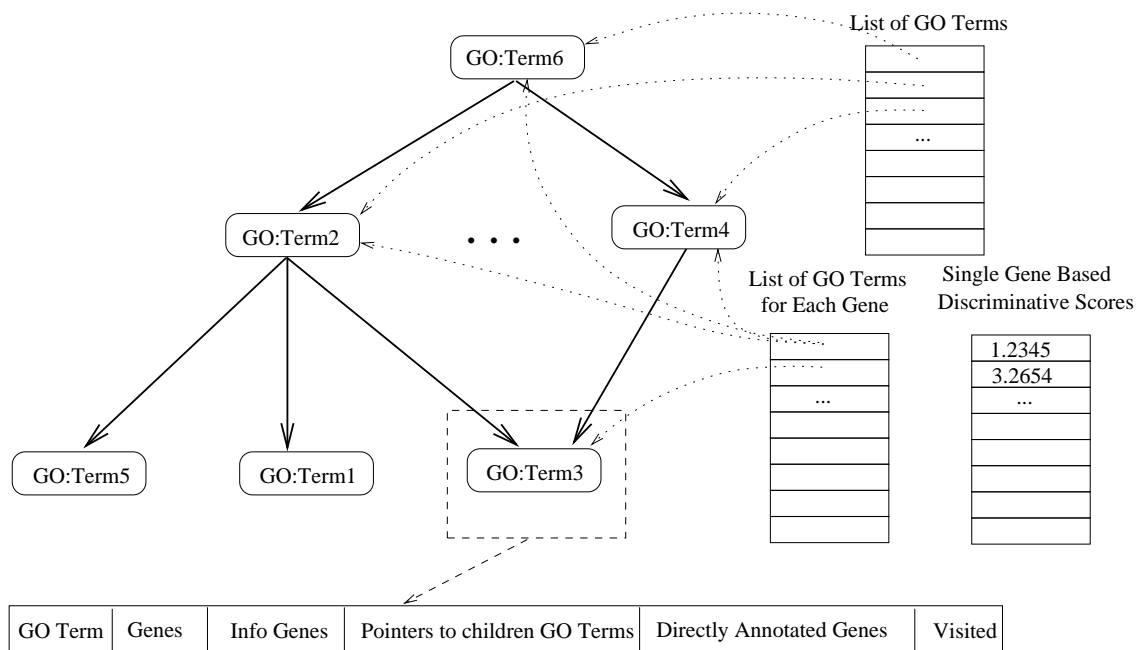 List of GO Terms
GO:Term6
...
GO:Term2
...
GO:Term4
List of GO Terms
for Each Gene
Single Gene Based
Discriminative Scores
1.2345
3.2654
...
...
GO:Term5
GO:Term1
GO:Term3
GO Term
Genes
Info Genes
Pointers to children GO Terms
Directly Annotated Genes
Visited